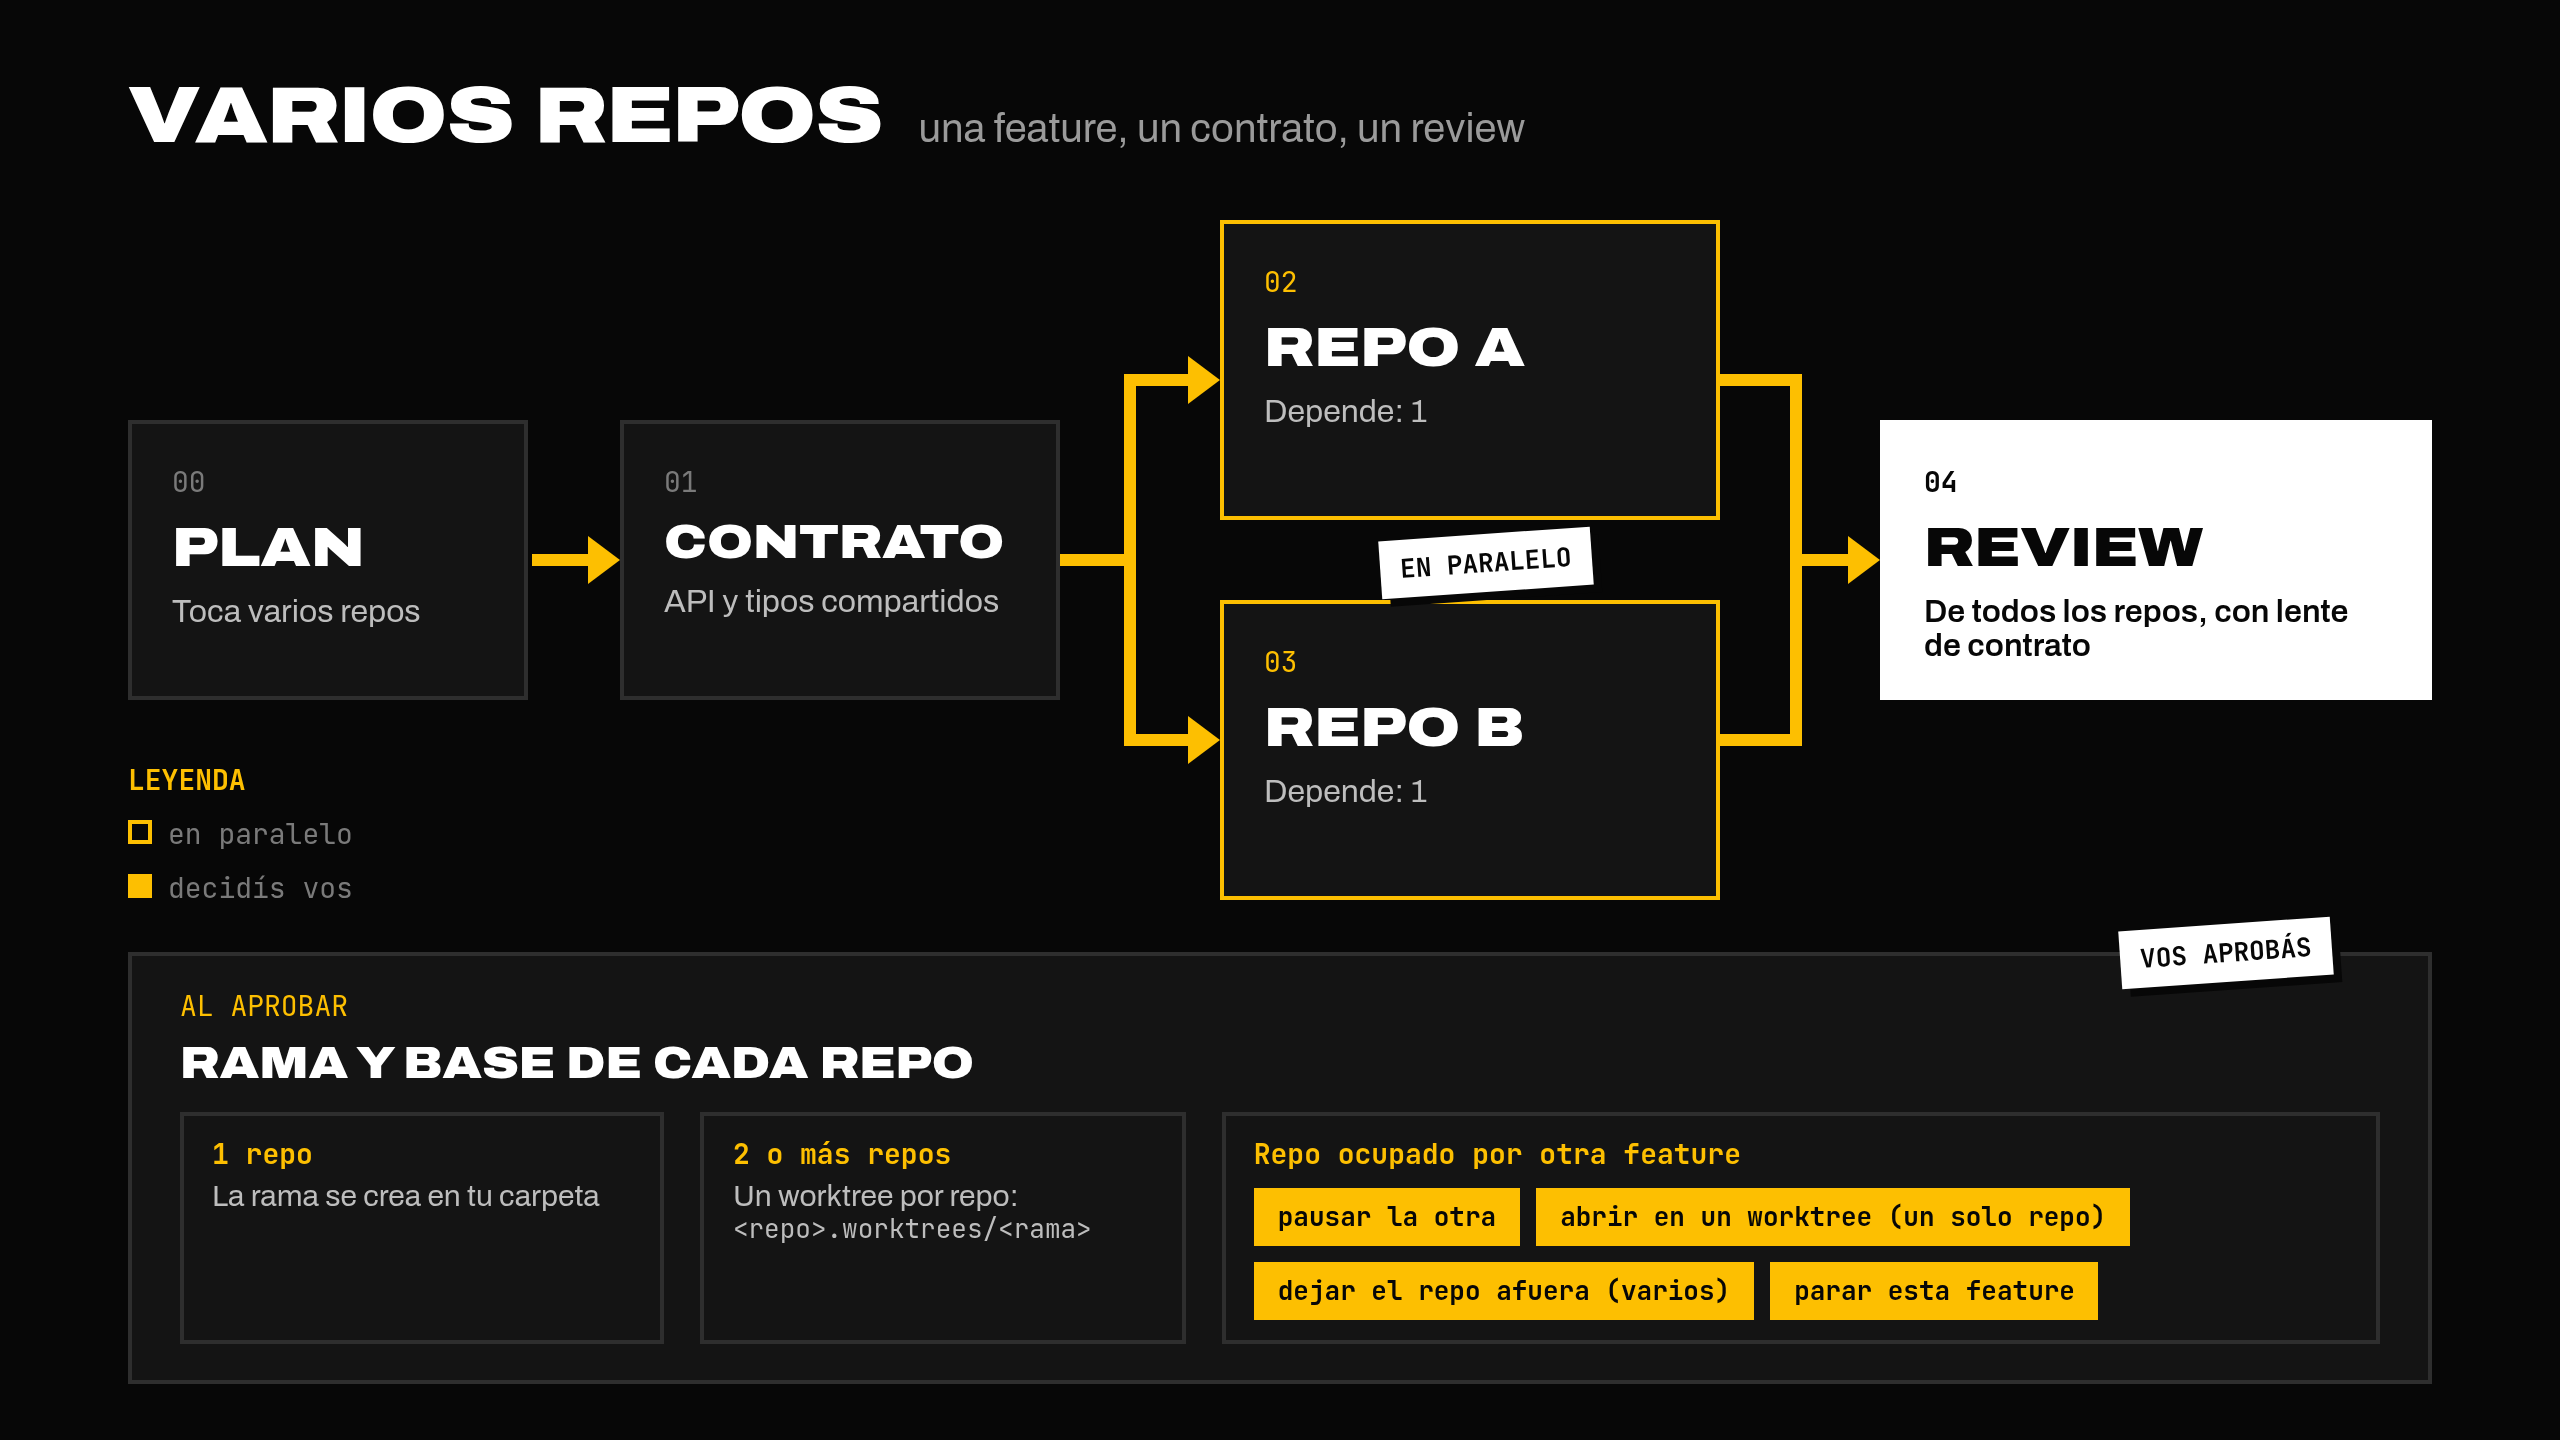 VARIOS REPOS una feature, un contrato, un review
00
PLAN
Toca varios repos
01
CONTRATO
API y tipos compartidos
02
REPO A
Depende: 1
EN PARALELO
03
REPO B
Depende: 1
04
REVIEW
De todos los repos, con lente
de contrato
LEYENDA
en paralelo
decidís vos
VOS APROBÁS
AL APROBAR
RAMA Y BASE DE CADA REPO
1 repo
La rama se crea en tu carpeta
2 o más repos
Un worktree por repo:
<repo>.worktrees/<rama>
Repo ocupado por otra feature
pausar la otra
abrir en un worktree (un solo repo)
dejar el repo afuera (varios)
parar esta feature